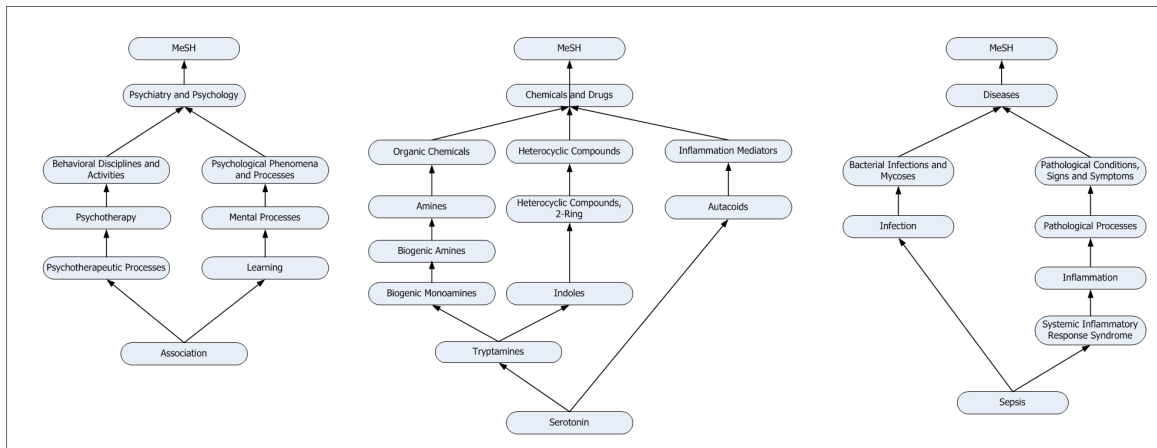 MeSH
Psychiatry and Psychology
Behavioral Disciplines and
Activities
Psychological Phenomena
and Processes
Psychotherapy
Mental Processes
Psychotherapeutic Processes
Learning
Association
MeSH
Chemicals and Drugs
Organic Chemicals
Heterocyclic Compounds
Inflammation Mediators
Amines
Heterocyclic Compounds,
2-Ring
Autacoids
Biogenic Amines
Biogenic Monoamines
Indoles
Tryptamines
Serotonin
MeSH
Diseases
Bacterial Infections and
Mycoses
Pathological Conditions,
Signs and Symptoms
Infection
Pathological Processes
Inflammation
Systemic Inflammatory
Response Syndrome
Sepsis